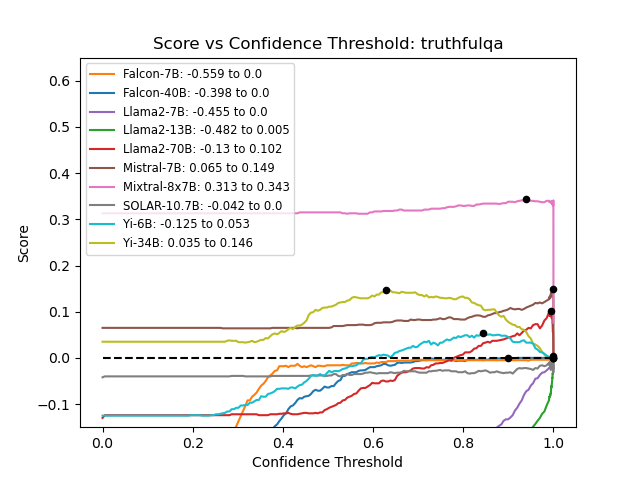 Score vs Confidence Threshold: truthfulqa
Falcon-7B: -0.559 to 0.0
Falcon-40B: -0.398 to 0.0
Llama2-7B: -0.455 to 0.0
Llama2-13B: -0.482 to 0.005
Llama2-70B: -0.13 to 0.102
Mistral-7B: 0.065 to 0.149
Mixtral-8x7B: 0.313 to 0.343
SOLAR-10.7B: -0.042 to 0.0
Yi-6B: -0.125 to 0.053
Yi-34B: 0.035 to 0.146
Score
0.6
0.5
0.4
0.3
0.2
0.1
0.0
−0.1
0.0 0.2 0.4 0.6 0.8 1.0
Confidence Threshold